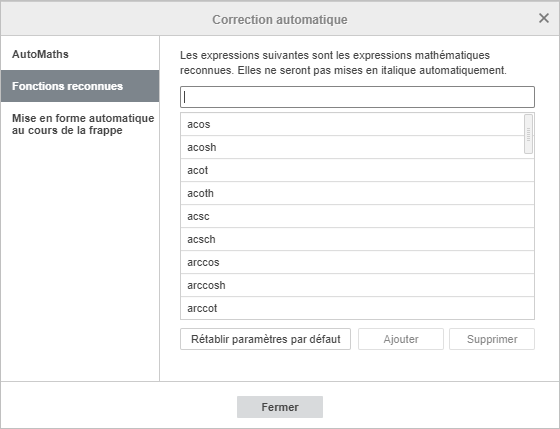 Correction automatique
AutoMaths
Fonctions reconnues
Mise en forme automatique
au cours de la frappe
Les expressions suivantes sont les expressions mathématiques
reconnues. Elles ne seront pas mises en italique automatiquement.
acos
acosh
acot
acoth
acsc
acsch
arccos
arccosh
arccot
Rétablir paramètres par défaut
Ajouter
Supprimer
Fermer